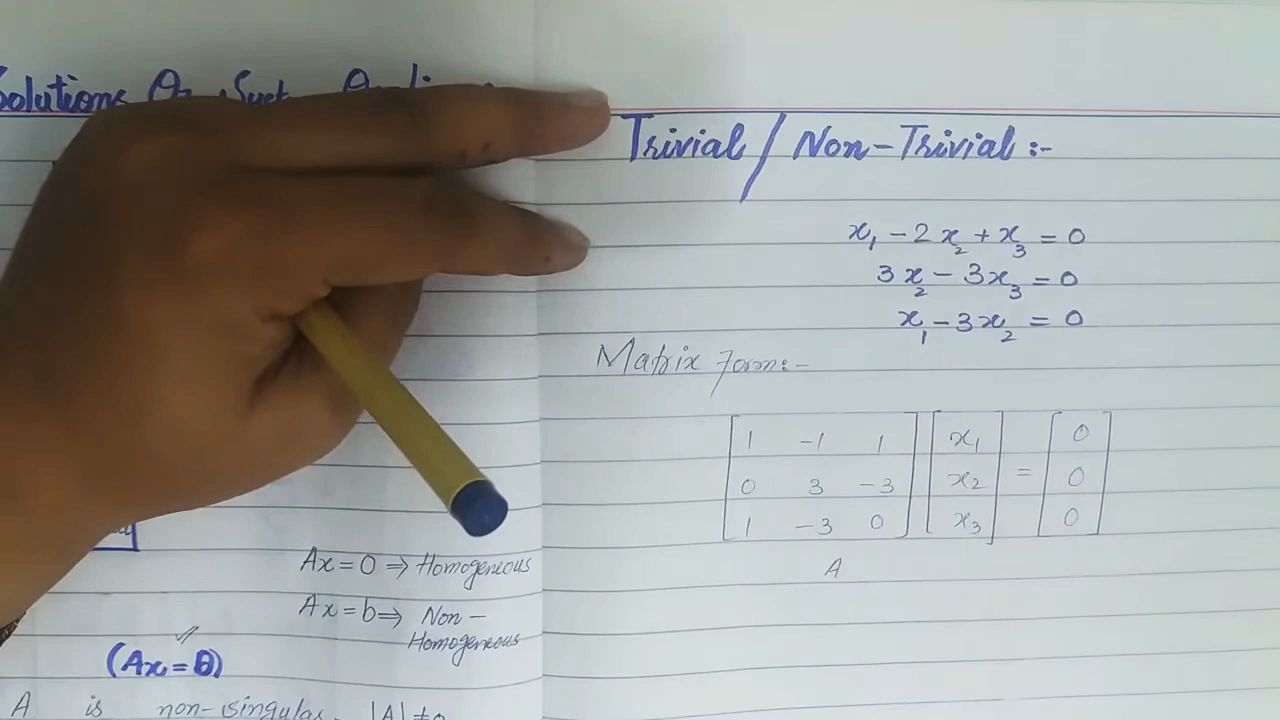 Solutions Of
Ax = 0 ⇒ Homogeneous
Ax = b ⇒ Non-
Homogeneous
(Ax = 0)
A is non-singular. |A| ≠ 0
Trivial / Non-Trivial :-
x₁ - 2x₂ + x₃ = 0
3x₂ - 3x₃ = 0
x₁ - 3x₂ = 0
Matrix form:-
1 -1 1 x₁ = 0
0 3 -3 x₂ 0
1 -3 0 x₃ 0
A